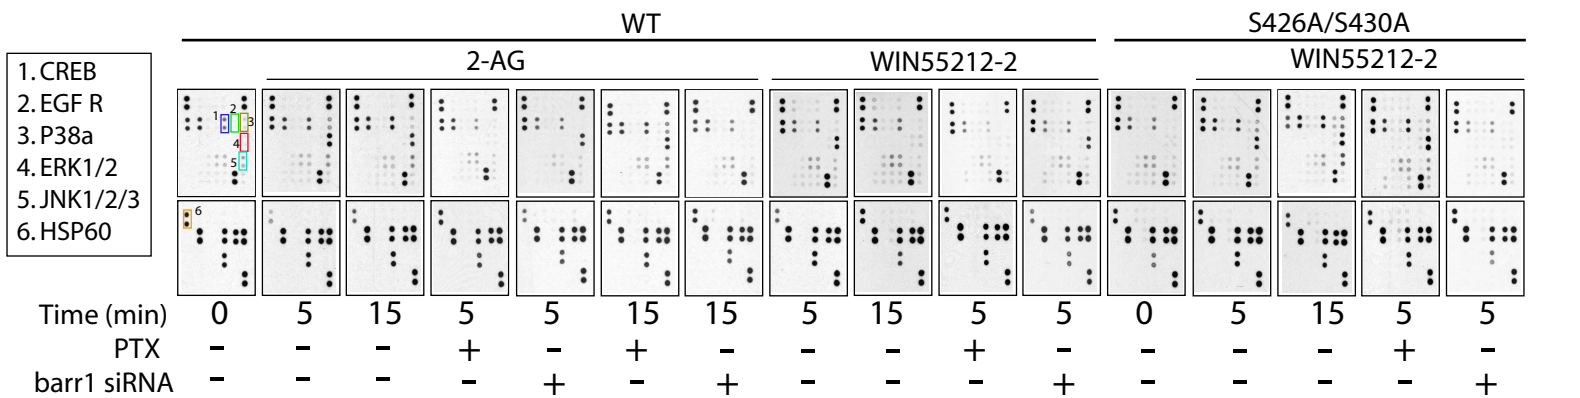 WT
S426A/S430A
2-AG
WIN55212-2
WIN55212-2
1. CREB
2. EGF R
3. P38a
4. ERK1/2
5. JNK1/2/3
6. HSP60
1
2
3
4
5
6
Time (min) 0 5 15 5 5 15 15 5 15 5 5 0 5 15 5 5
PTX - - - + - + - - - + - - - - + -
barr1 siRNA - - - - + - + - - - + - - - - +